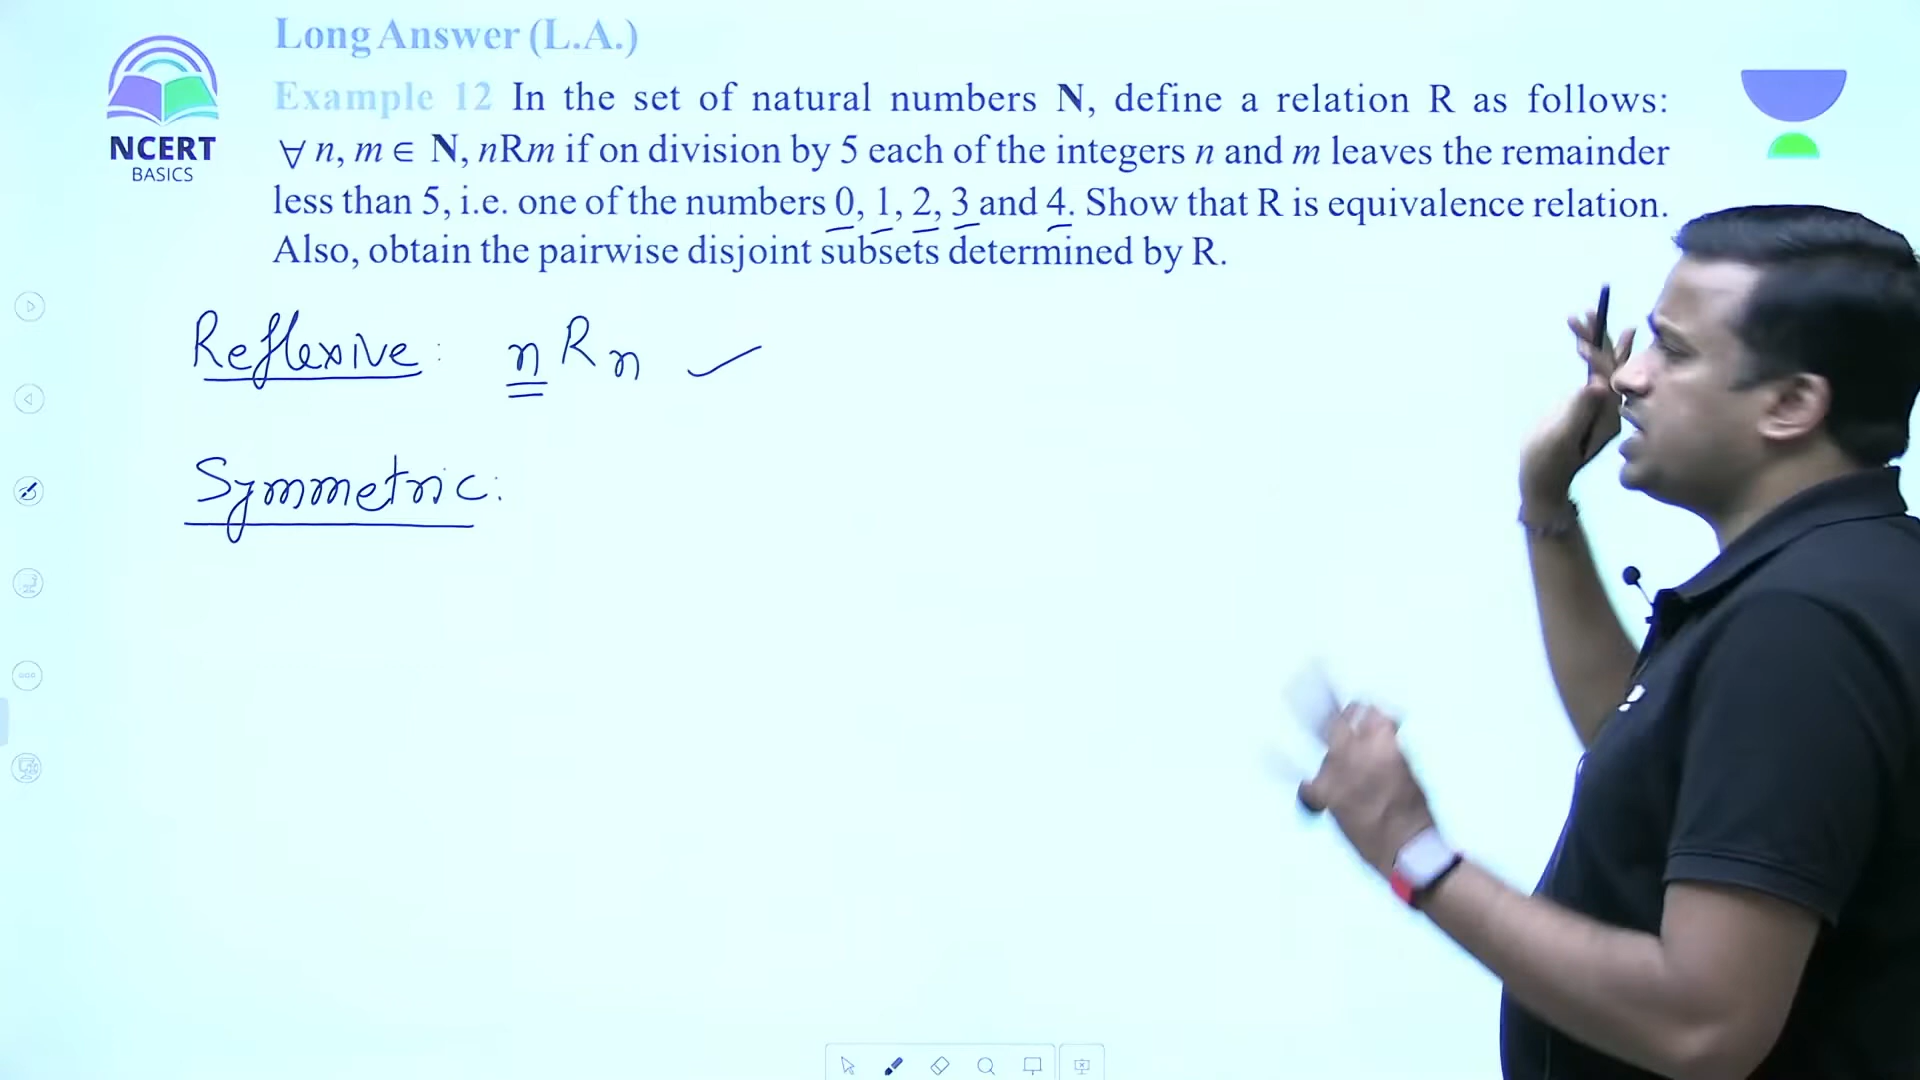 Long Answer (L.A.)
Example 12 In the set of natural numbers N, define a relation R as follows:
∀ n, m ∈ N, nRm if on division by 5 each of the integers n and m leaves the remainder
less than 5, i.e. one of the numbers 0, 1, 2, 3 and 4. Show that R is equivalence relation.
Also, obtain the pairwise disjoint subsets determined by R.
NCERT
BASICS
Reflexive: n R n ✓
Symmetric: